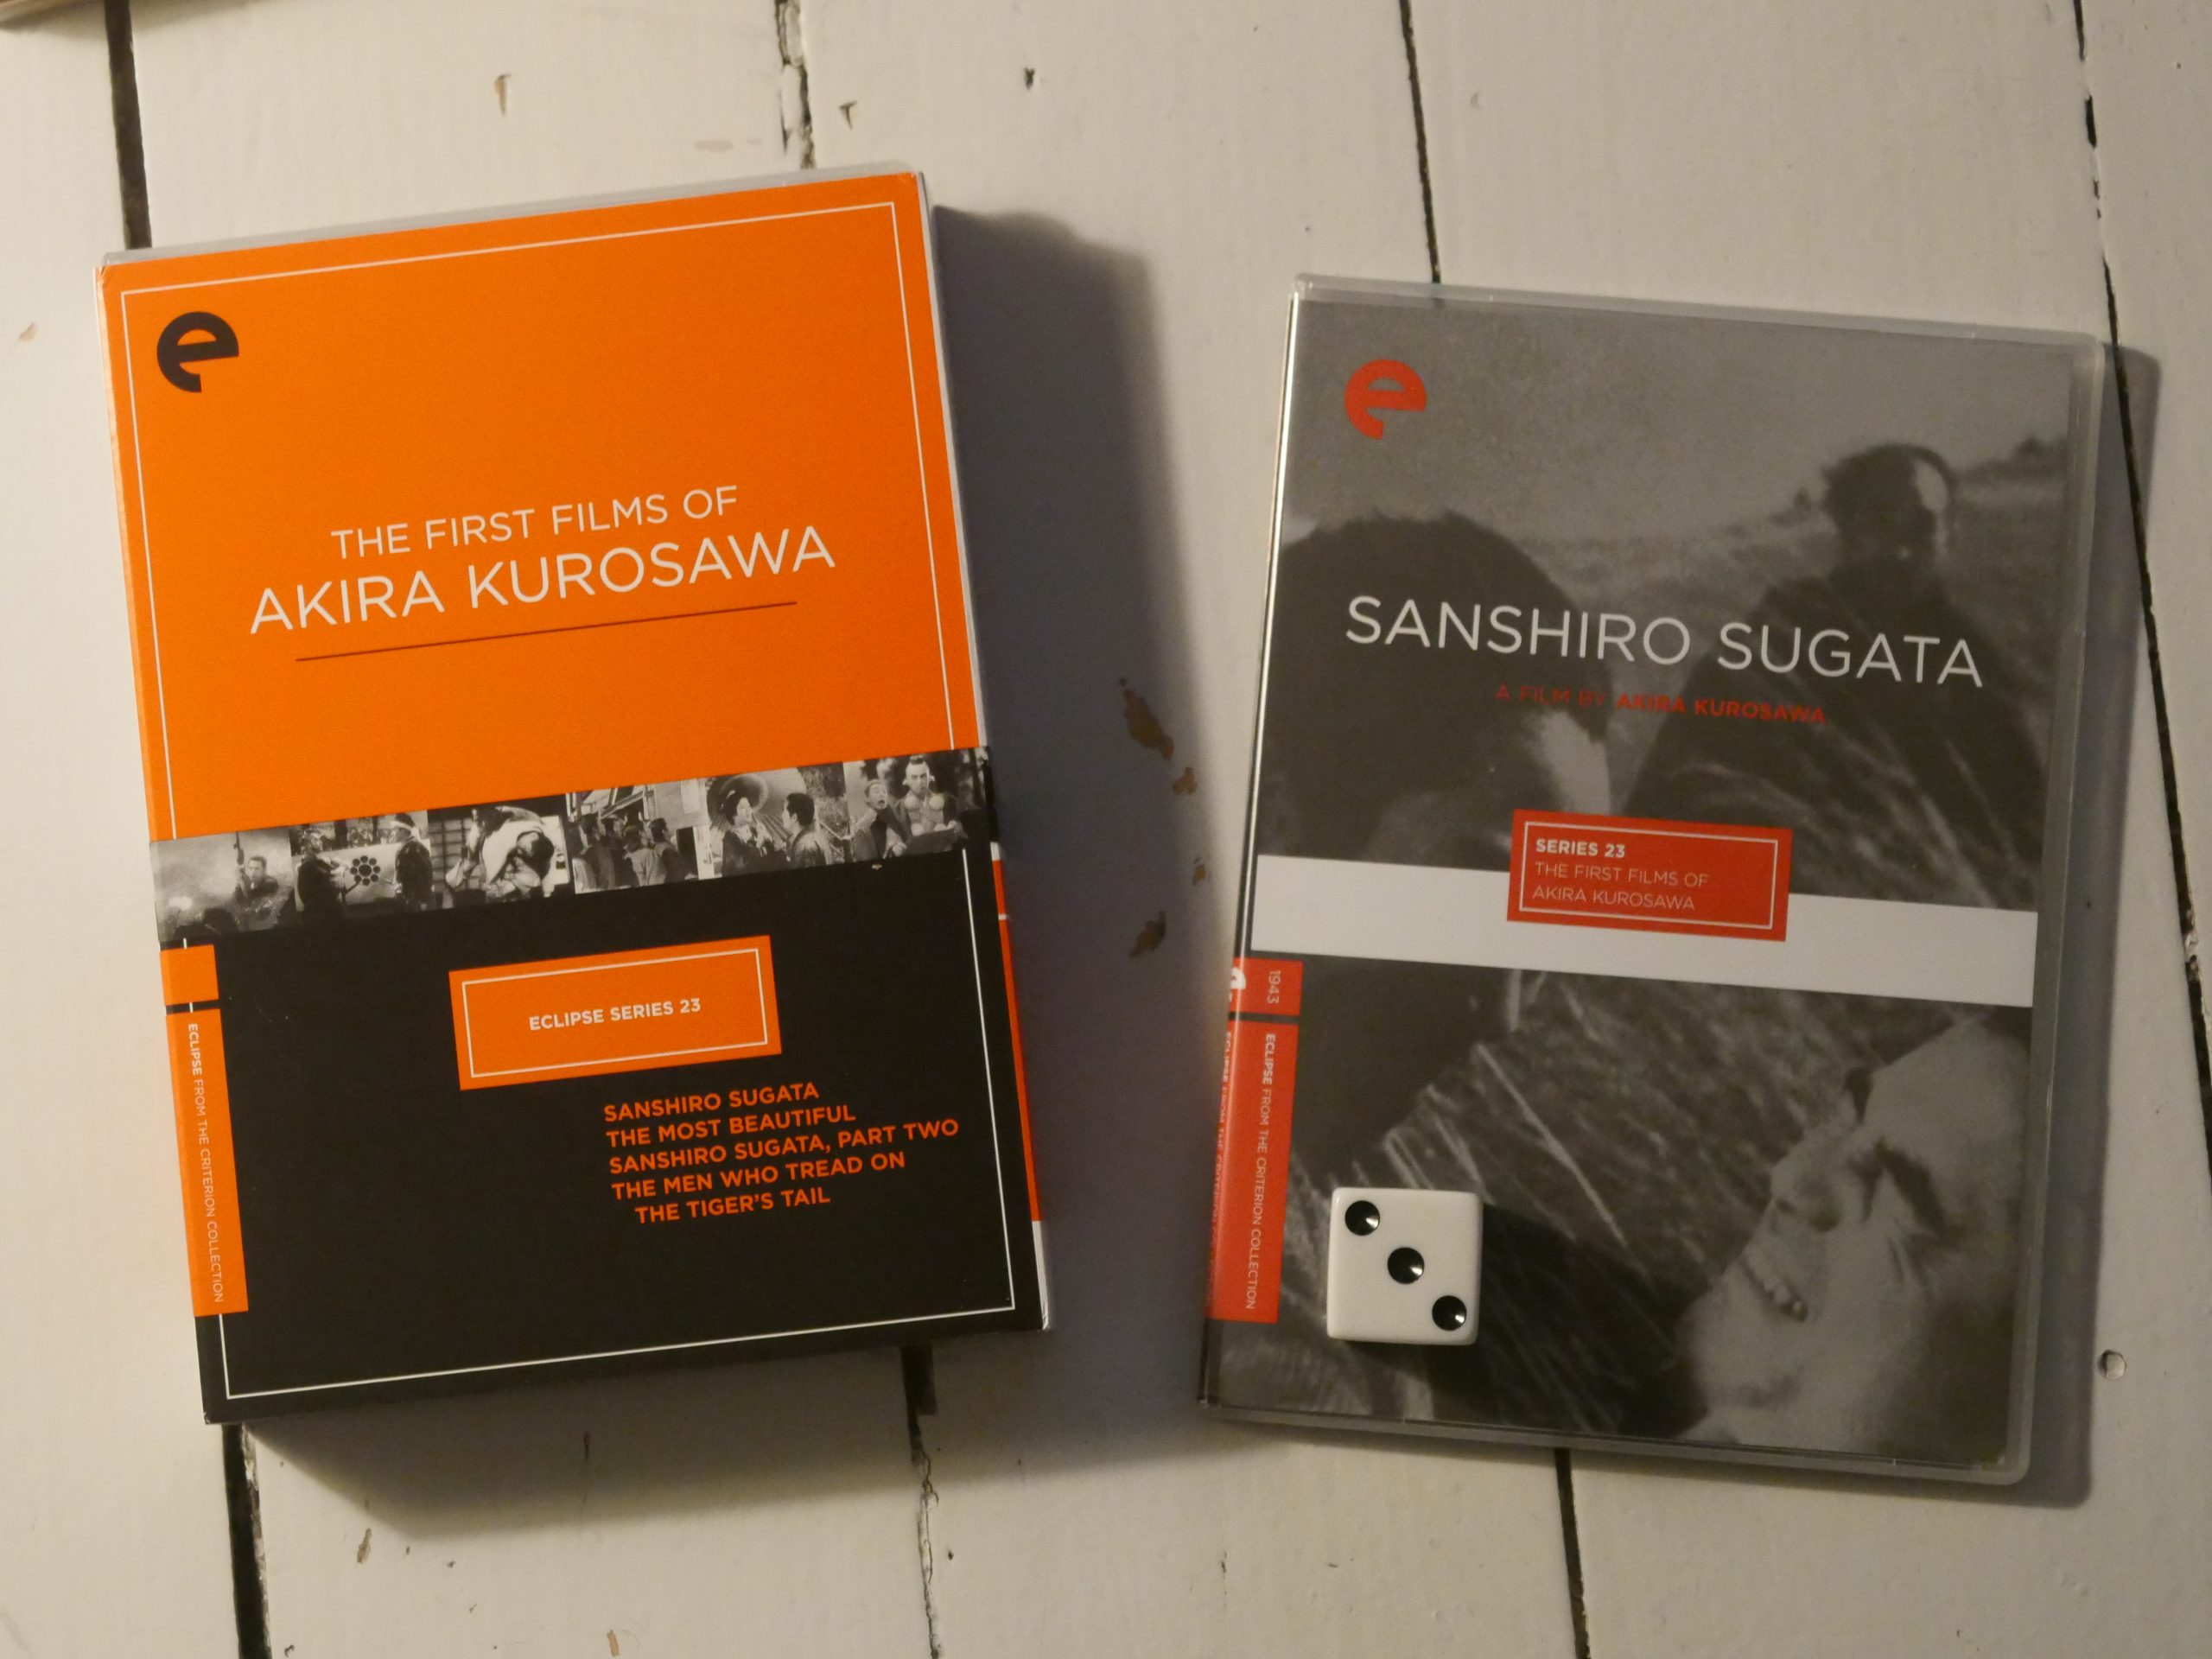 e
THE FIRST FILMS OF
AKIRA KUROSAWA
ECLIPSE SERIES 23
SANSHIRO SUGATA
THE MOST BEAUTIFUL
SANSHIRO SUGATA, PART TWO
THE MEN WHO TREAD ON
THE TIGER'S TAIL
ECLIPSE FROM THE CRITERION COLLECTION
e
SANSHIRO SUGATA
A FILM BY AKIRA KUROSAWA
SERIES 23
THE FIRST FILMS OF
AKIRA KUROSAWA
1943
ECLIPSE FROM THE CRITERION COLLECTION